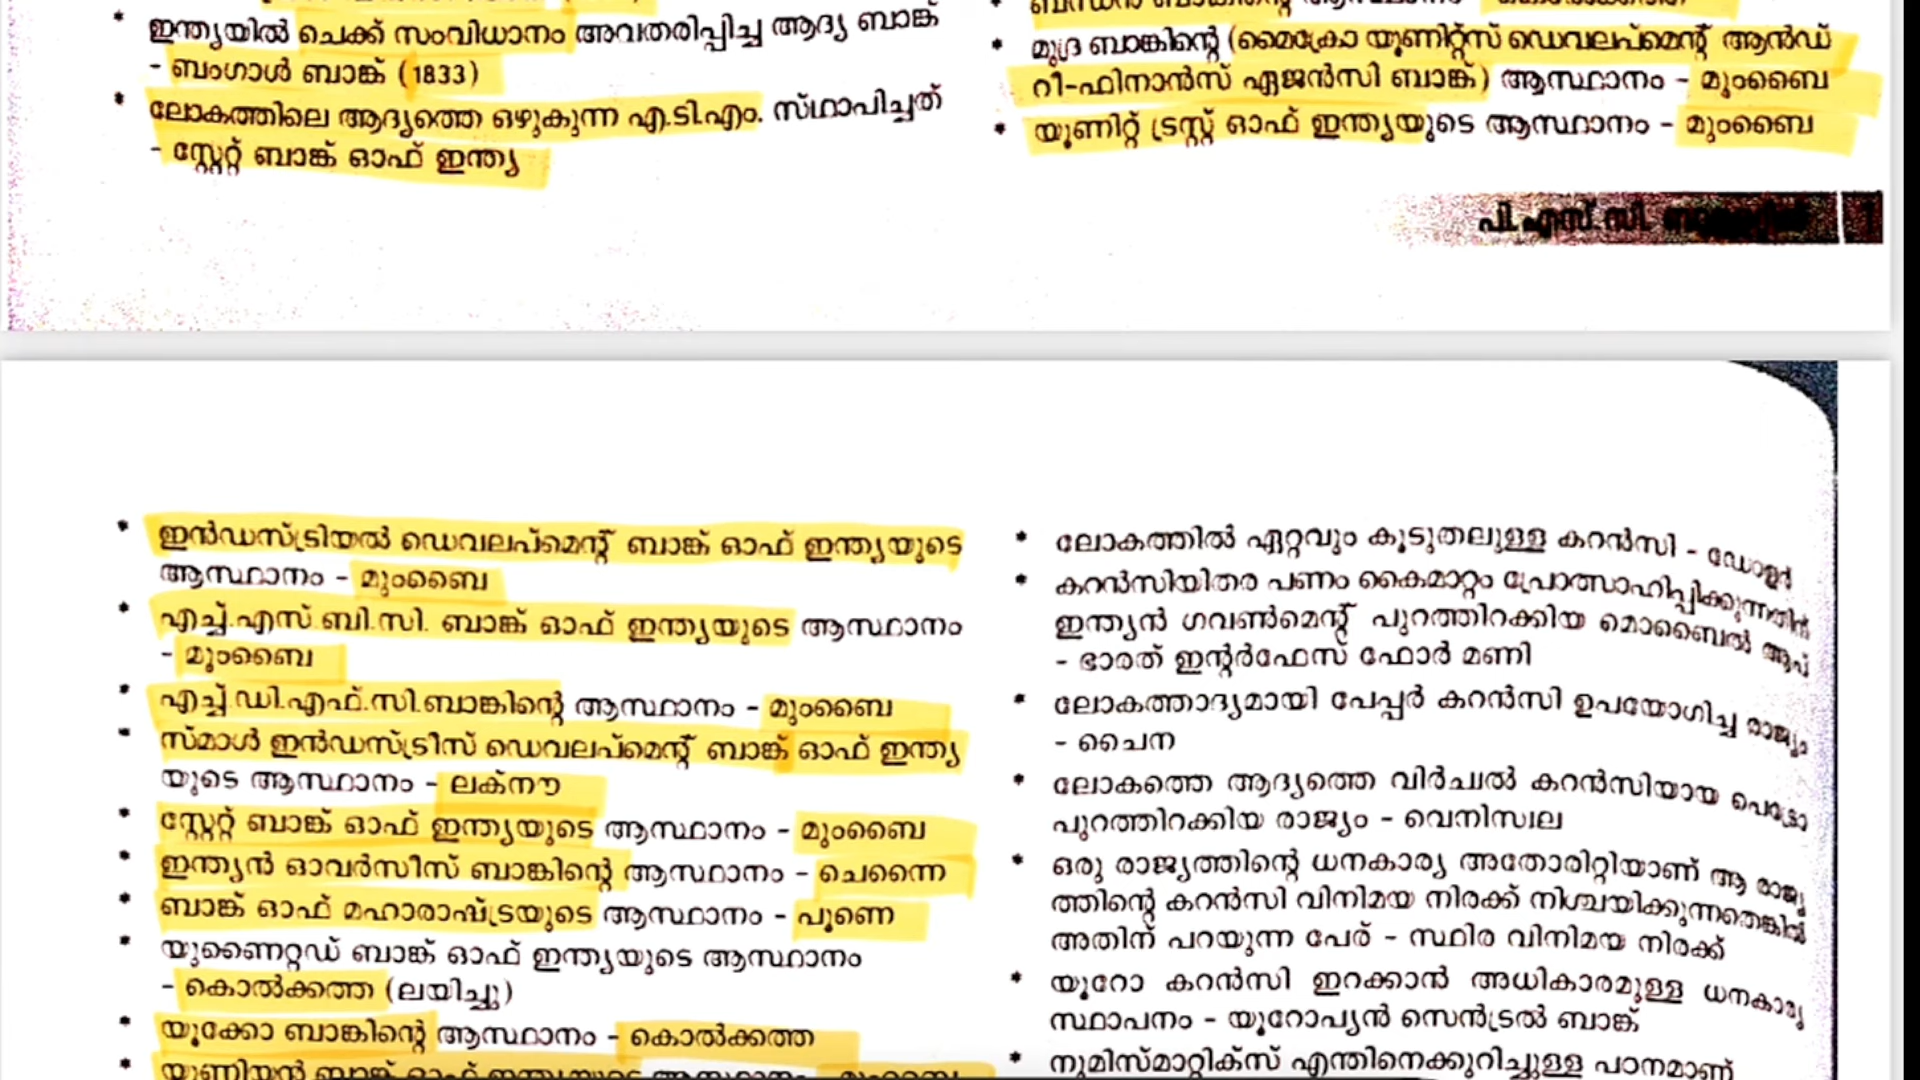 ഇന്ത്യയിൽ ചെക്ക് സംവിധാനം അവതരിപ്പിച്ച ആദ്യ ബാങ്ക്
- ബംഗാൾ ബാങ്ക് (1833)
ലോകത്തിലെ ആദ്യത്തെ ഒഴുകുന്ന എ.ടി.എം. സ്ഥാപിച്ചത്
- സ്റ്റേറ്റ് ബാങ്ക് ഓഫ് ഇന്ത്യ
മുദ്ര ബാങ്കിന്റെ (മൈക്രോ യൂണിറ്റ്സ് ഡെവലപ്മെന്റ് ആൻഡ്
റീ-ഫിനാൻസ് ഏജൻസി ബാങ്ക്) ആസ്ഥാനം - മുംബൈ
യൂണിറ്റ് ട്രസ്റ്റ് ഓഫ് ഇന്ത്യയുടെ ആസ്ഥാനം - മുംബൈ
പി.എസ്.സി.
ഇൻഡസ്ട്രിയൽ ഡെവലപ്മെന്റ് ബാങ്ക് ഓഫ് ഇന്ത്യയുടെ
ആസ്ഥാനം - മുംബൈ
എച്ച്.എസ്.ബി.സി. ബാങ്ക് ഓഫ് ഇന്ത്യയുടെ ആസ്ഥാനം
- മുംബൈ
എച്ച്.ഡി.എഫ്.സി.ബാങ്കിന്റെ ആസ്ഥാനം - മുംബൈ
സ്മാൾ ഇൻഡസ്ട്രീസ് ഡെവലപ്മെന്റ് ബാങ്ക് ഓഫ് ഇന്ത്യ
യുടെ ആസ്ഥാനം - ലക്നൗ
സ്റ്റേറ്റ് ബാങ്ക് ഓഫ് ഇന്ത്യയുടെ ആസ്ഥാനം - മുംബൈ
ഇന്ത്യൻ ഓവർസീസ് ബാങ്കിന്റെ ആസ്ഥാനം - ചെന്നൈ
ബാങ്ക് ഓഫ് മഹാരാഷ്ട്രയുടെ ആസ്ഥാനം - പൂണെ
യുണൈറ്റഡ് ബാങ്ക് ഓഫ് ഇന്ത്യയുടെ ആസ്ഥാനം
- കൊൽക്കത്ത (ലയിച്ചു)
യൂക്കോ ബാങ്കിന്റെ ആസ്ഥാനം - കൊൽക്കത്ത
യൂണിയൻ ബാങ്ക് ഓഫ് ഇന്ത്യയുടെ ആസ്ഥാനം - മുംബൈ
ലോകത്തിൽ ഏറ്റവും കൂടുതലുള്ള കറൻസി - ഡോളർ
കറൻസിയിതര പണം കൈമാറ്റം പ്രോത്സാഹിപ്പിക്കുന്നതിന്
ഇന്ത്യൻ ഗവൺമെന്റ് പുറത്തിറക്കിയ മൊബൈൽ ആപ്
- ഭാരത് ഇന്റർഫേസ് ഫോർ മണി
ലോകത്താദ്യമായി പേപ്പർ കറൻസി ഉപയോഗിച്ച രാജ്യം
- ചൈന
ലോകത്തെ ആദ്യത്തെ വിർച്വൽ കറൻസിയായ പെട്രോ
പുറത്തിറക്കിയ രാജ്യം - വെനിസ്വല
ഒരു രാജ്യത്തിന്റെ ധനകാര്യ അതോരിറ്റിയാണ് ആ രാജ്യ
ത്തിന്റെ കറൻസി വിനിമയ നിരക്ക് നിശ്ചയിക്കുന്നതെങ്കിൽ
അതിന് പറയുന്ന പേര് - സ്ഥിര വിനിമയ നിരക്ക്
യൂറോ കറൻസി ഇറക്കാൻ അധികാരമുള്ള ധനകാര്യ
സ്ഥാപനം - യൂറോപ്യൻ സെൻട്രൽ ബാങ്ക്
നുമിസ്മാറ്റിക്സ് എന്തിനെക്കുറിച്ചുള്ള പഠനമാണ്